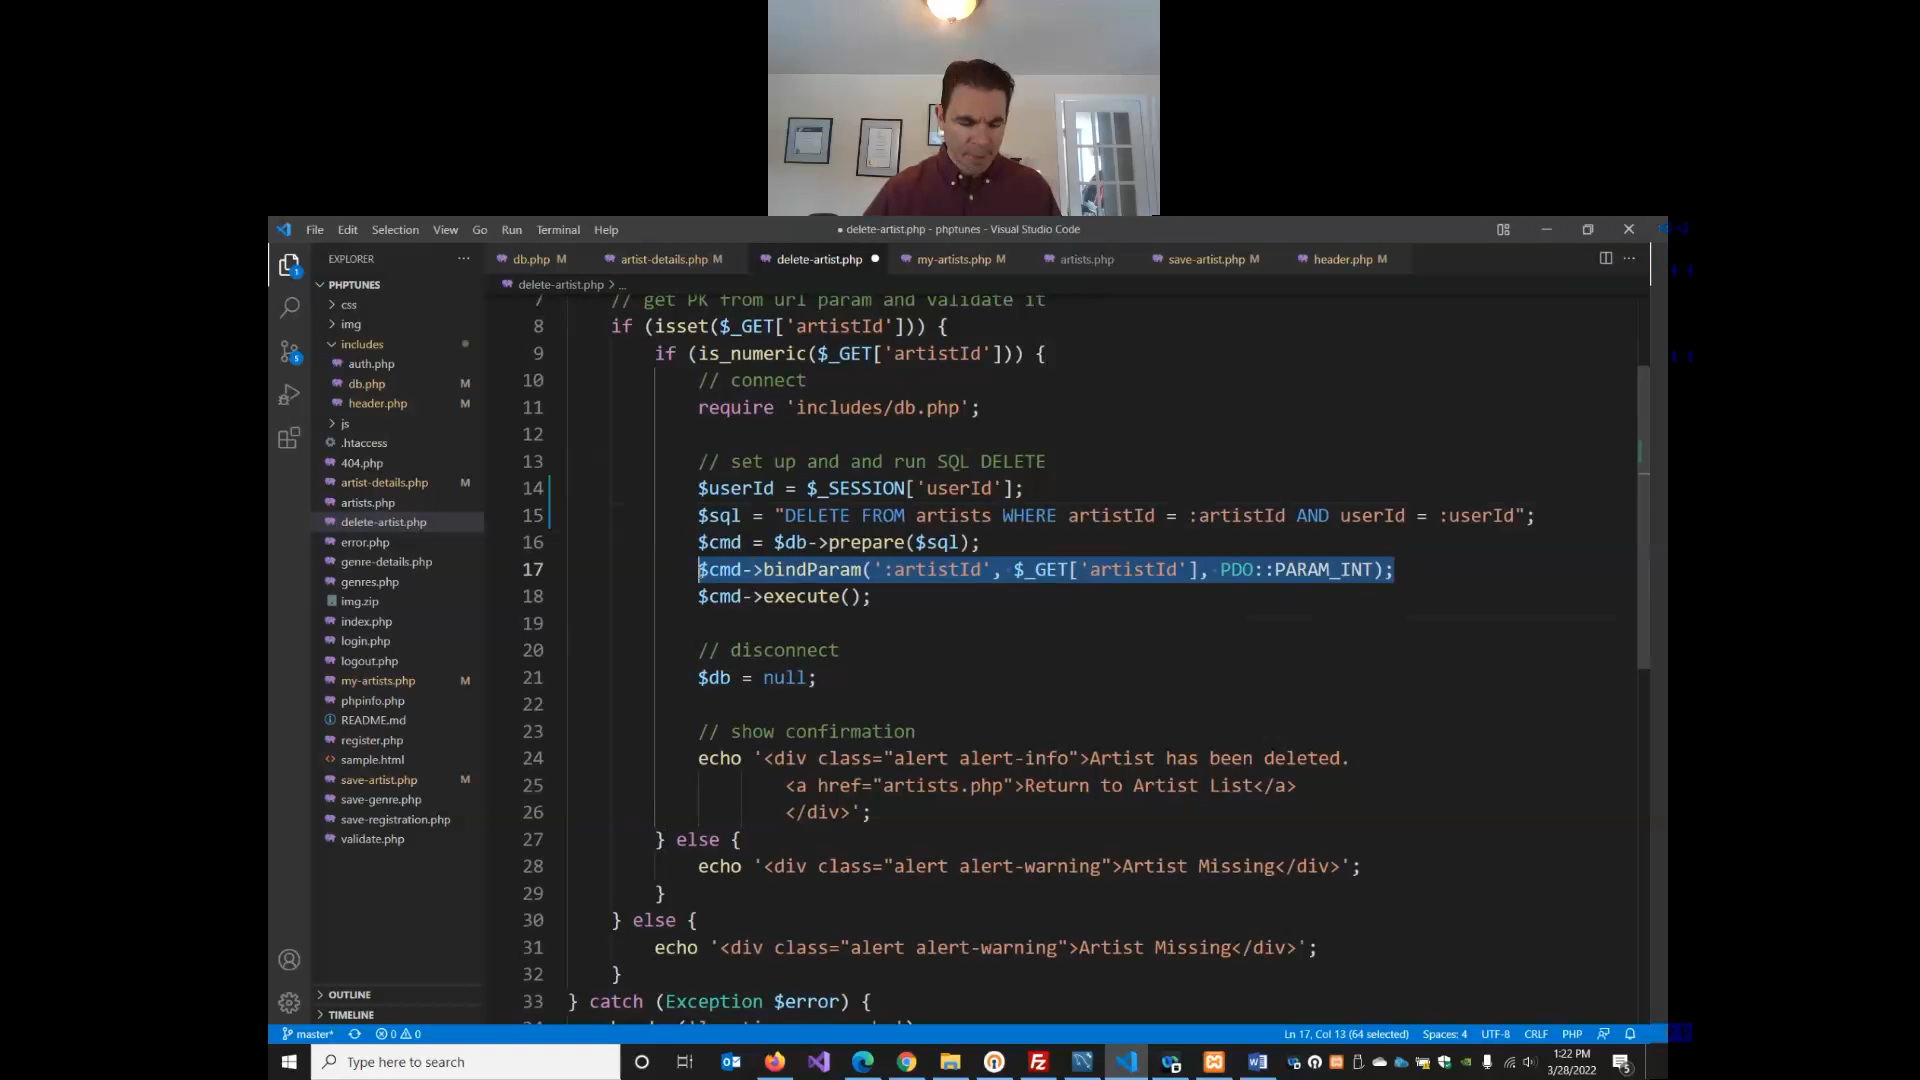 File Edit Selection View Go Run Terminal Help
● delete-artist.php - phptunes - Visual Studio Code
EXPLORER
PHPTUNES
css
img
includes
auth.php
db.php M
header.php M
js
.htaccess
404.php
artist-details.php M
artists.php
delete-artist.php
error.php
genre-details.php
genres.php
img.zip
index.php
login.php
logout.php
my-artists.php M
phpinfo.php
README.md
register.php
sample.html
save-artist.php M
save-genre.php
save-registration.php
validate.php
OUTLINE
TIMELINE
db.php M artist-details.php M delete-artist.php ● my-artists.php M artists.php save-artist.php M header.php M
delete-artist.php > ...
7 // get PK from url param and validate it
8 if (isset($_GET['artistId'])) {
9 if (is_numeric($_GET['artistId'])) {
10 // connect
11 require 'includes/db.php';
12
13 // set up and and run SQL DELETE
14 $userId = $_SESSION['userId'];
15 $sql = "DELETE FROM artists WHERE artistId = :artistId AND userId = :userId";
16 $cmd = $db->prepare($sql);
17 $cmd->bindParam(':artistId', $_GET['artistId'], PDO::PARAM_INT);
18 $cmd->execute();
19
20 // disconnect
21 $db = null;
22
23 // show confirmation
24 echo '<div class="alert alert-info">Artist has been deleted.
25 <a href="artists.php">Return to Artist List</a>
26 </div>';
27 } else {
28 echo '<div class="alert alert-warning">Artist Missing</div>';
29 }
30 } else {
31 echo '<div class="alert alert-warning">Artist Missing</div>';
32 }
33 } catch (Exception $error) {
master* 0 0 Ln 17, Col 13 (64 selected) Spaces: 4 UTF-8 CRLF PHP
Type here to search
1:22 PM
3/28/2022